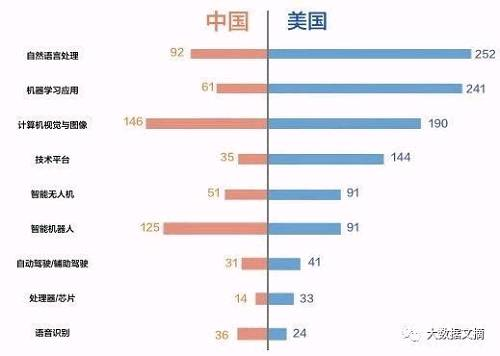 中国 美国
自然语言处理 92 252
机器学习应用 61 241
计算机视觉与图像 146 190
技术平台 35 144
智能无人机 51 91
智能机器人 125 91
自动驾驶/辅助驾驶 31 41
处理器/芯片 14 33
语音识别 36 24
大数据文摘